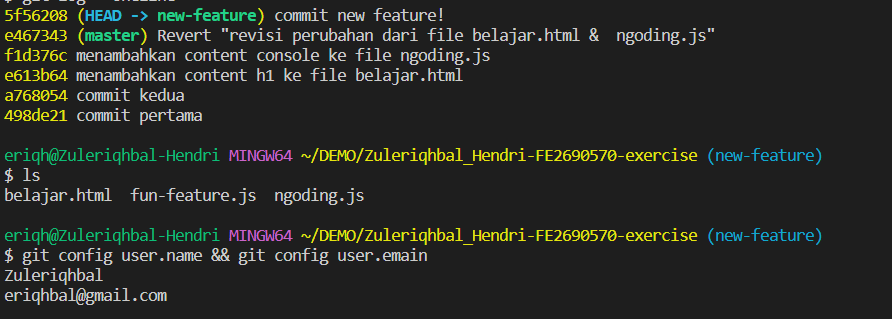 5f56208 (HEAD -> new-feature) commit new feature!
e467343 (master) Revert "revisi perubahan dari file belajar.html &  ngoding.js"
f1d376c menambahkan content console ke file ngoding.js
e613b64 menambahkan content h1 ke file belajar.html
a768054 commit kedua
498de21 commit pertama
eriqh@Zuleriqhbal-Hendri MINGW64 ~/DEMO/Zuleriqhbal_Hendri-FE2690570-exercise (new-feature)
$ ls
belajar.html  fun-feature.js  ngoding.js
eriqh@Zuleriqhbal-Hendri MINGW64 ~/DEMO/Zuleriqhbal_Hendri-FE2690570-exercise (new-feature)
$ git config user.name && git config user.emain
Zuleriqhbal
eriqhbal@gmail.com